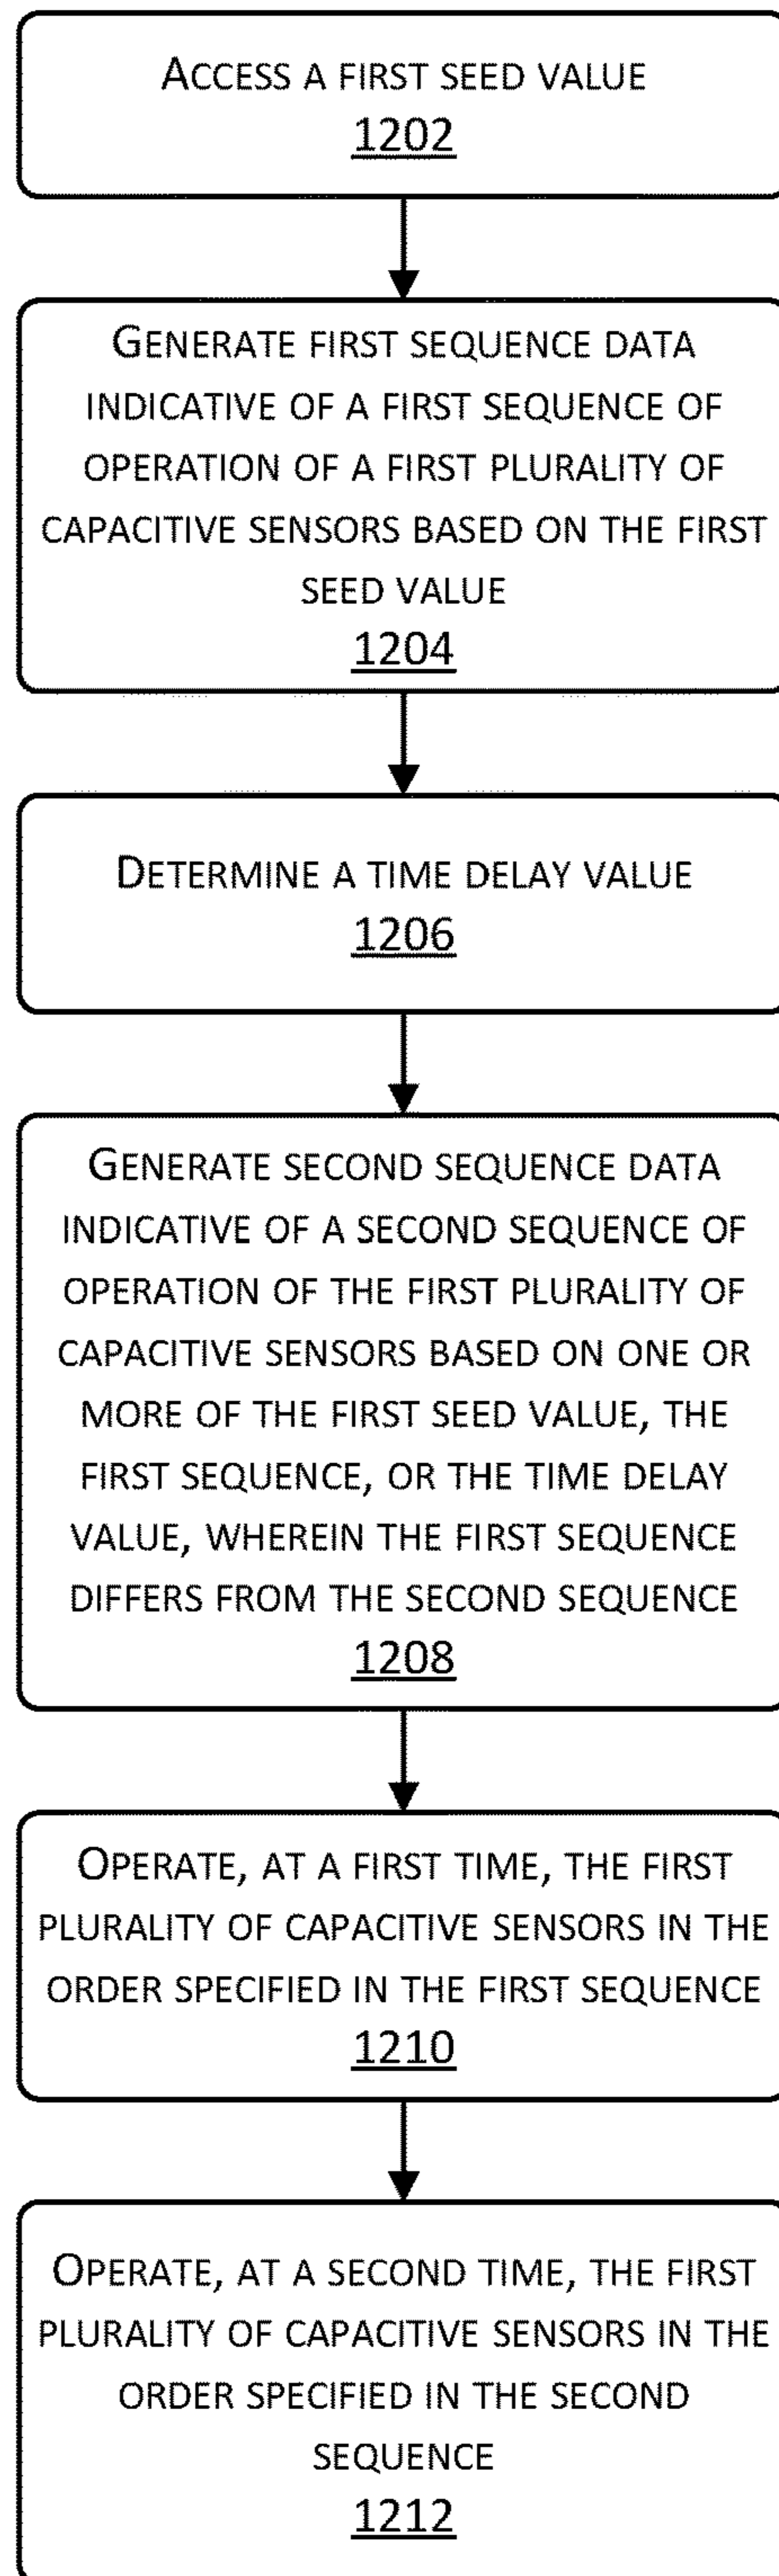 ACCESS A FIRST SEED VALUE
1202
GENERATE FIRST SEQUENCE DATA
INDICATIVE OF A FIRST SEQUENCE OF
OPERATION OF A FIRST PLURALITY OF
CAPACITIVE SENSORS BASED ON THE FIRST
SEED VALUE
1204
DETERMINE A TIME DELAY VALUE
1206
GENERATE SECOND SEQUENCE DATA
INDICATIVE OF A SECOND SEQUENCE OF
OPERATION OF THE FIRST PLURALITY OF
CAPACITIVE SENSORS BASED ON ONE OR
MORE OF THE FIRST SEED VALUE, THE
FIRST SEQUENCE, OR THE TIME DELAY
VALUE, WHEREIN THE FIRST SEQUENCE
DIFFERS FROM THE SECOND SEQUENCE
1208
OPERATE, AT A FIRST TIME, THE FIRST
PLURALITY OF CAPACITIVE SENSORS IN THE
ORDER SPECIFIED IN THE FIRST SEQUENCE
1210
OPERATE, AT A SECOND TIME, THE FIRST
PLURALITY OF CAPACITIVE SENSORS IN THE
ORDER SPECIFIED IN THE SECOND
SEQUENCE
1212